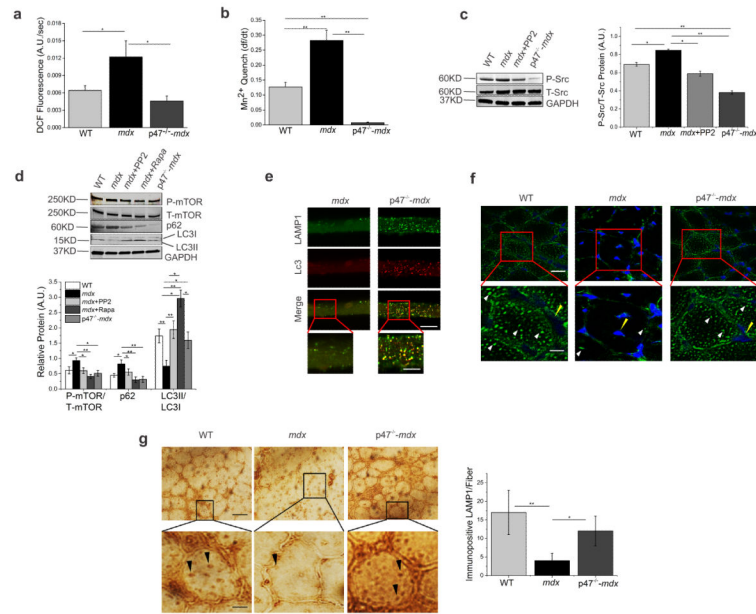 a
DCF Fluorescence (A.U./sec)
0.018
0.015
0.012
0.009
0.006
0.003
0.000
*
*
WT
mdx
p47-/--mdx
b
Mn2+ Quench (df/dt)
0.30
0.25
0.20
0.15
0.10
0.05
0.00
**
**
**
WT
mdx
p47-/--mdx
c
WT
mdx
mdx+PP2
p47-/--mdx
60KD
P-Src
60KD
T-Src
37KD
GAPDH
P-Src/T-Src Protein (A.U.)
1.0
0.8
0.6
0.4
0.2
0.0
**
**
*
*
WT
mdx
mdx+PP2
p47-/--mdx
d
WT
mdx
mdx+PP2
mdx+Rapa
p47-/--mdx
250KD
P-mTOR
250KD
T-mTOR
60KD
p62
LC3I
15KD
LC3II
37KD
GAPDH
WT
mdx
mdx+PP2
mdx+Rapa
p47-/--mdx
Relative Protein (A.U.)
3.5
3.0
2.5
2.0
1.5
1.0
0.5
0.0
P-mTOR/
T-mTOR
p62
LC3II/
LC3I
e
mdx
p47-/--mdx
LAMP1
Lc3
Merge
f
WT
mdx
p47-/--mdx
g
WT
mdx
p47-/--mdx
Immunopositive LAMP1/Fiber
25
20
15
10
5
0
**
*
WT
mdx
p47-/--mdx